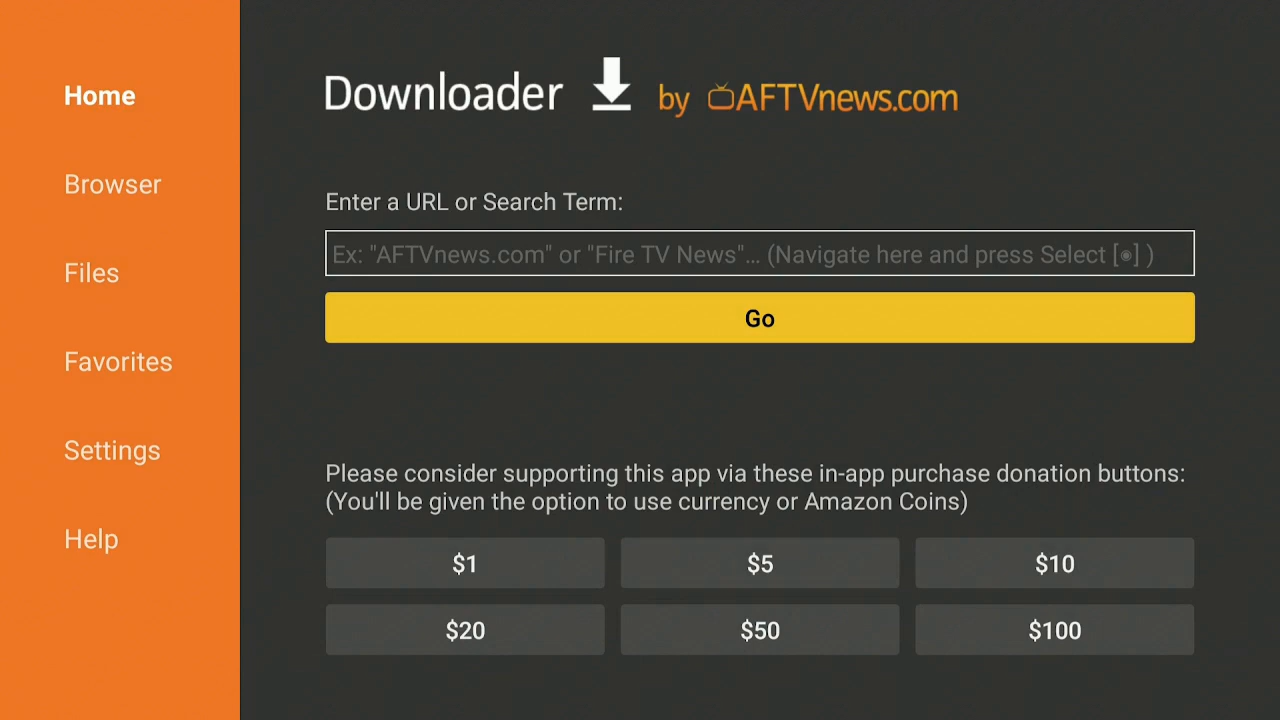 Home
Browser
Files
Favorites
Settings
Help
Downloader by AFTVnews.com
Enter a URL or Search Term:
Ex: "AFTVnews.com" or "Fire TV News"... (Navigate here and press Select [◉] )
Go
Please consider supporting this app via these in-app purchase donation buttons:
(You'll be given the option to use currency or Amazon Coins)
$1 $5 $10
$20 $50 $100